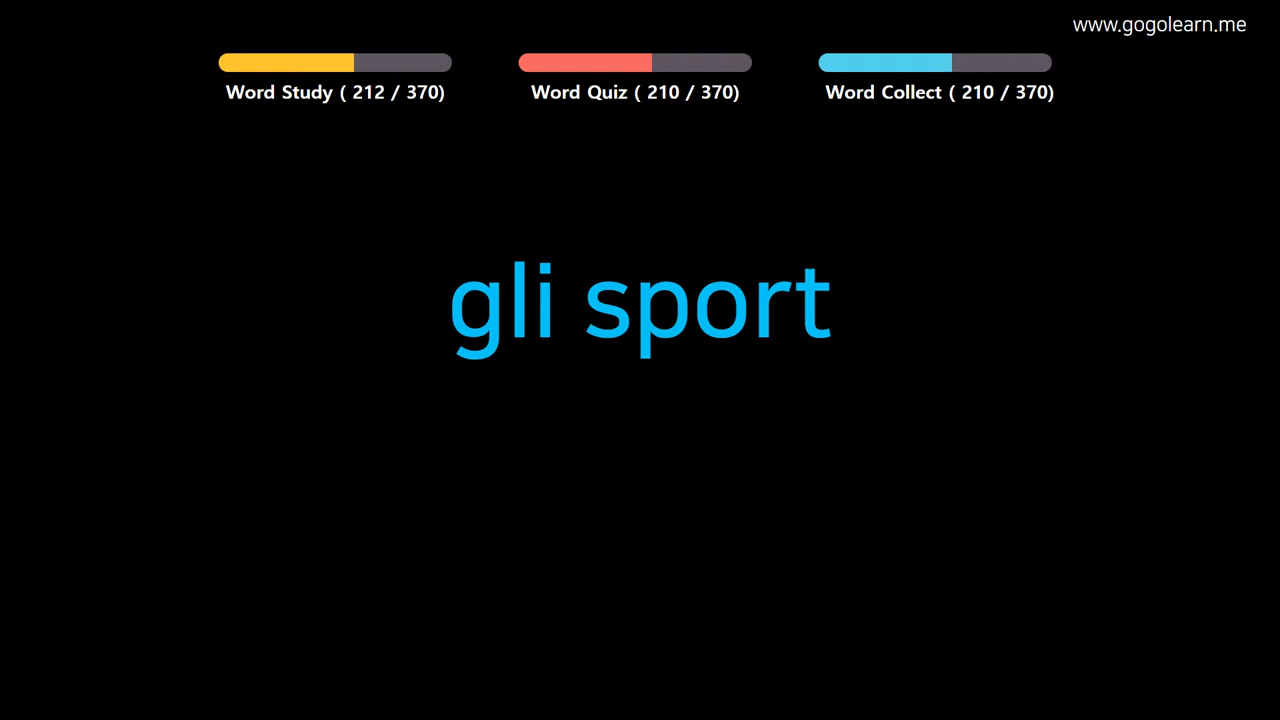 www.gogolearn.me
Word Study ( 212 / 370)
Word Quiz ( 210 / 370)
Word Collect ( 210 / 370)
gli sport